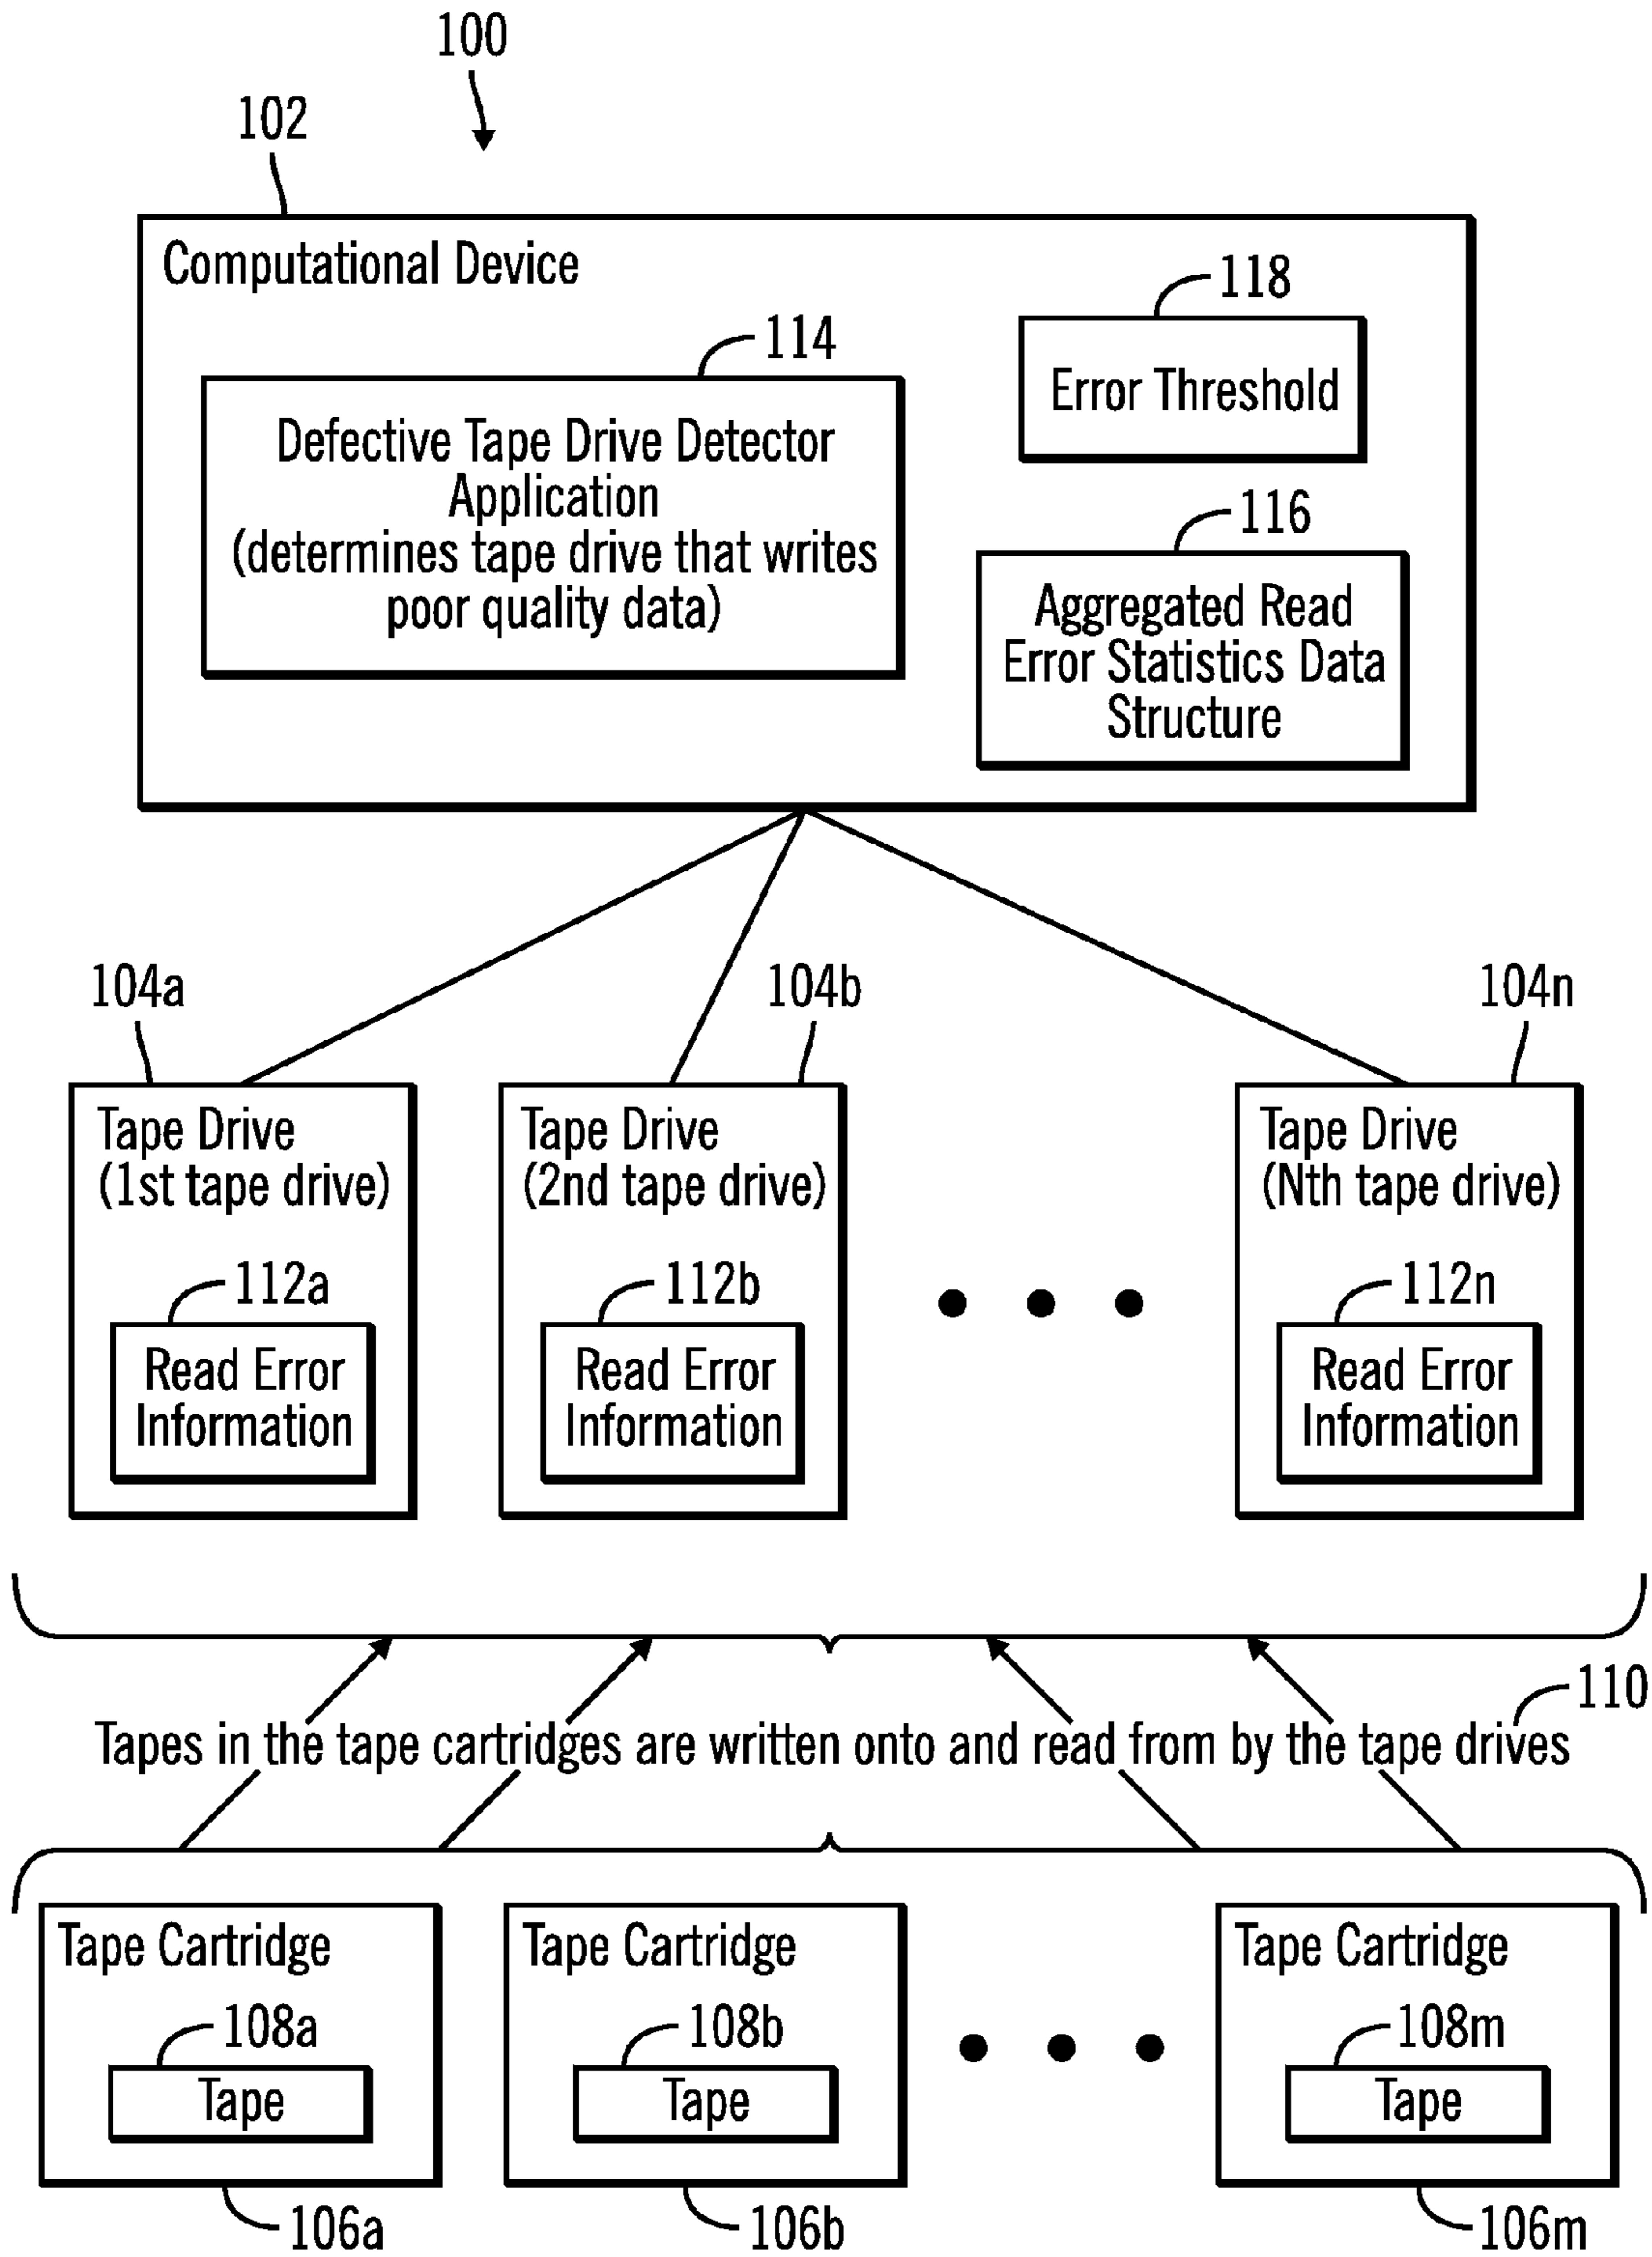 100
102
Computational Device
118
114
Error Threshold
Defective Tape Drive Detector
Application
(determines tape drive that writes
poor quality data)
116
Aggregated Read
Error Statistics Data
Structure
104a
104b
104n
Tape Drive
(1st tape drive)
Tape Drive
(2nd tape drive)
Tape Drive
(Nth tape drive)
112a
112b
112n
Read Error
Information
Read Error
Information
Read Error
Information
110
Tapes in the tape cartridges are written onto and read from by the tape drives
Tape Cartridge
Tape Cartridge
Tape Cartridge
108a
108b
108m
Tape
Tape
Tape
106a
106b
106m